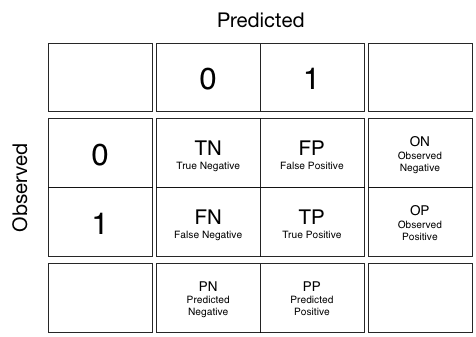 Predicted
0 1
Observed
0 TN FP ON
True Negative False Positive Observed
Negative
1 FN TP OP
False Negative True Positive Observed
Positive
PN PP
Predicted Predicted
Negative Positive